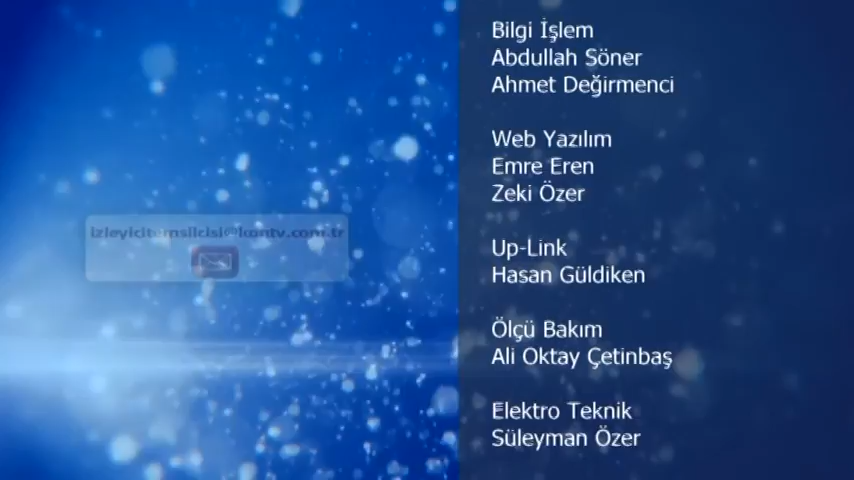 izleyicitemsilcisi@kontv.com.tr
Bilgi İşlem
Abdullah Söner
Ahmet Değirmenci
Web Yazılım
Emre Eren
Zeki Özer
Up-Link
Hasan Güldiken
Ölçü Bakım
Ali Oktay Çetinbaş
Elektro Teknik
Süleyman Özer